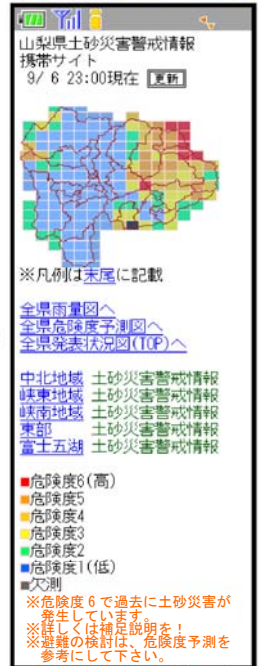 山梨県土砂災害警戒情報
携帯サイト
9/ 6 23:00現在 更新
※凡例は末尾に記載
全県雨量図へ
全県危険度予測図へ
全県発表状況図(TOP)へ
中北地域 土砂災害警戒情報
峡東地域 土砂災害警戒情報
峡南地域 土砂災害警戒情報
東部 土砂災害警戒情報
富士五湖 土砂災害警戒情報
■危険度6(高)
■危険度5
■危険度4
■危険度3
■危険度2
■危険度1(低)
■欠測
※危険度6で過去に土砂災害が
発生しています。
※詳しくは補足説明を!
※避難の検討は、危険度予測を
参考にして下さい。